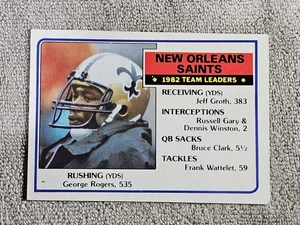 NEW ORLEANS
SAINTS
1982 TEAM LEADERS
RECEIVING (YDS)
Jeff Groth, 383
INTERCEPTIONS
Russell Gary &
Dennis Winston, 2
QB SACKS
Bruce Clark, 5½
TACKLES
Frank Wattelet, 59
RUSHING (YDS)
George Rogers, 535